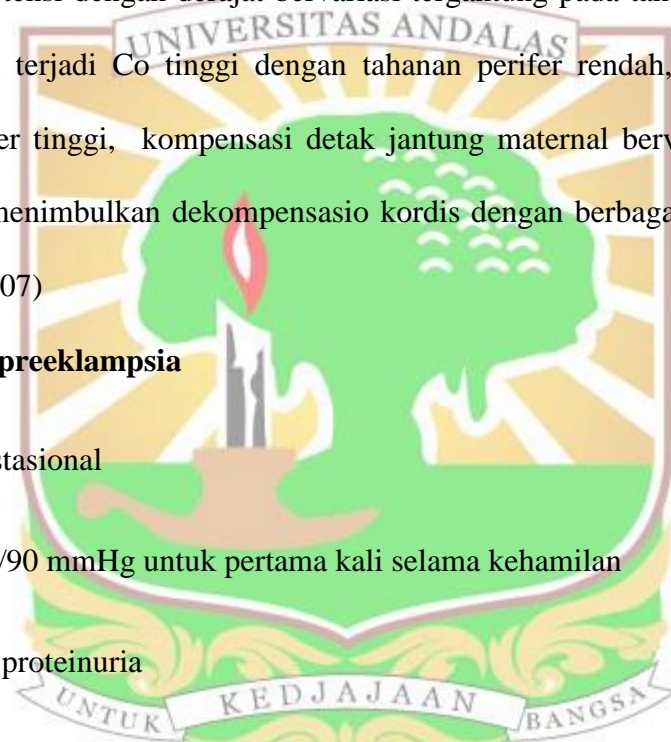 tensi dengan derajat bervariasi tergantung pada tah
UNIVERSITAS ANDALAS
terjadi Co tinggi dengan tahanan perifer rendah,
er tinggi, kompensasi detak jantung maternal berv
menimbulkan dekompensasio kordis dengan berbaga
07)
preeklampsia
stasional
/90 mmHg untuk pertama kali selama kehamilan
proteinuria
UNTUK KEDJAJAAN BANGSA